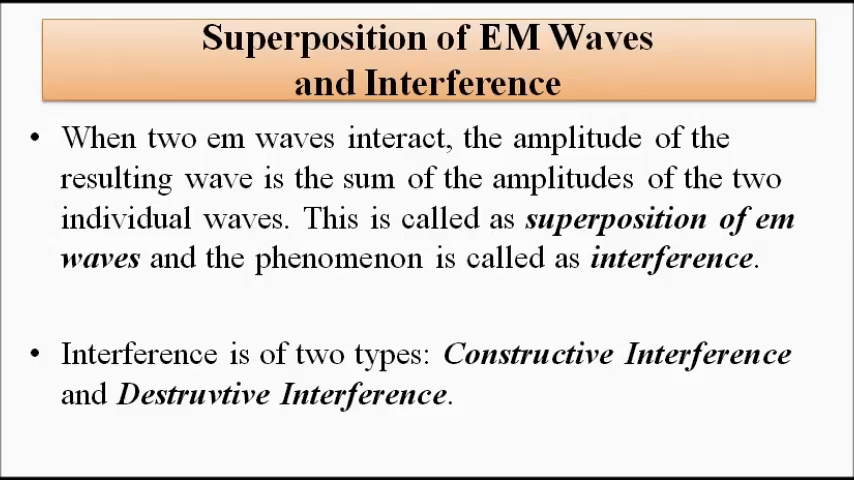 Superposition of EM Waves
and Interference
• When two em waves interact, the amplitude of the
resulting wave is the sum of the amplitudes of the two
individual waves. This is called as superposition of em
waves and the phenomenon is called as interference.
• Interference is of two types: Constructive Interference
and Destruvtive Interference.